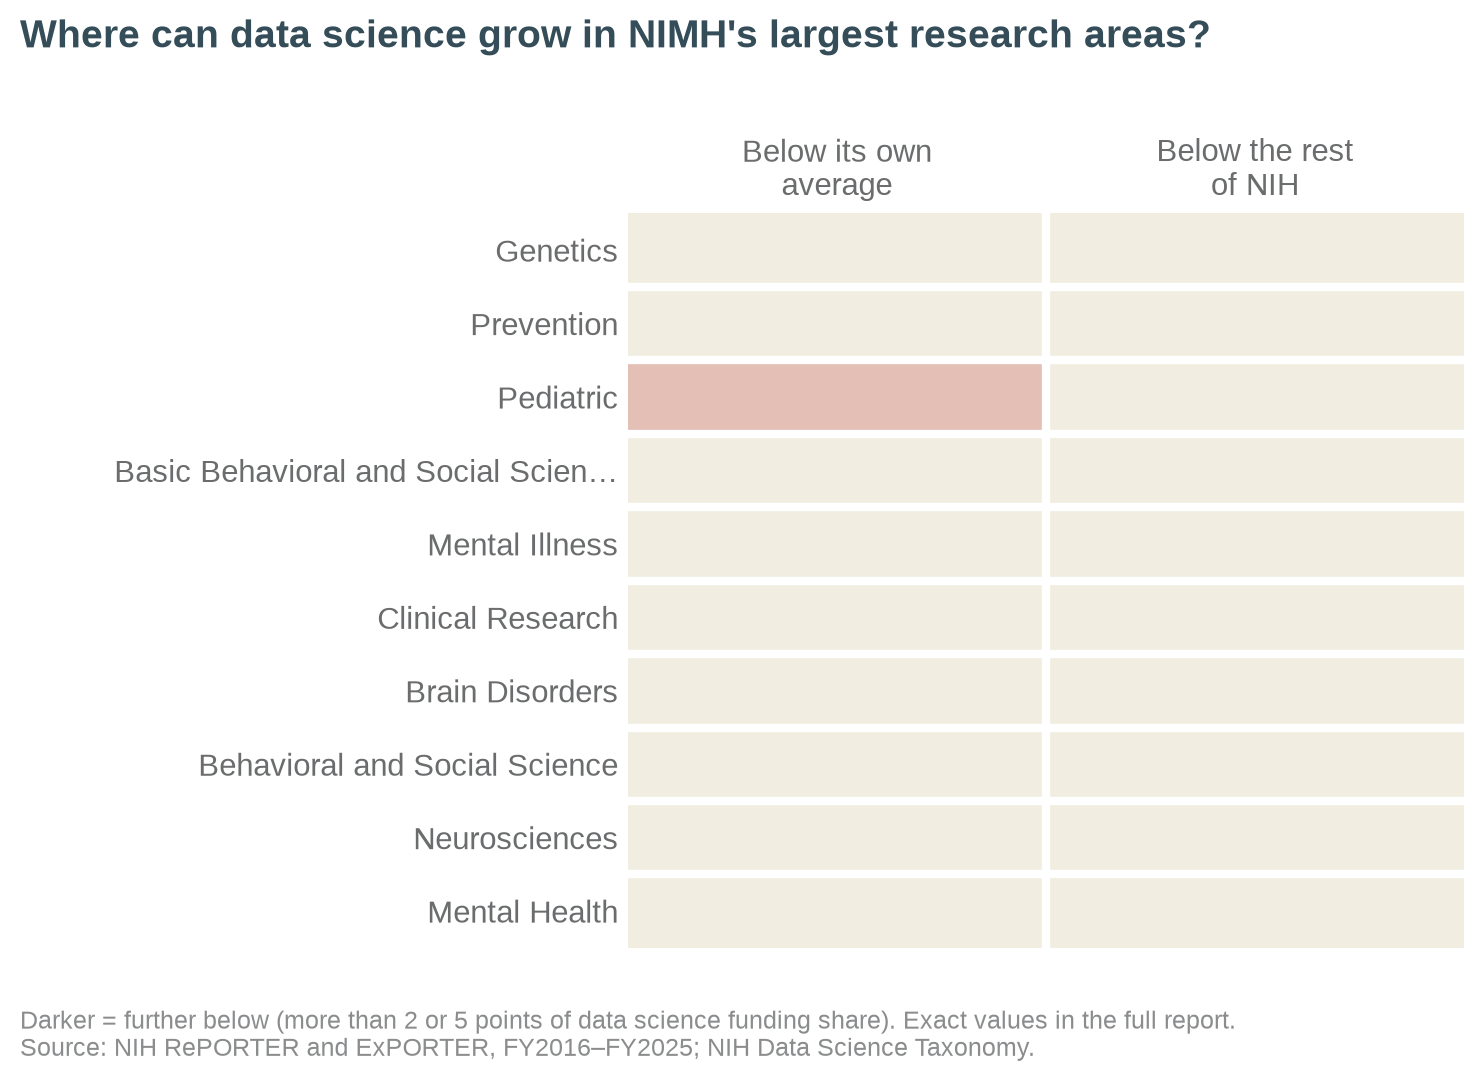 Where can data science grow in NIMH's largest research areas?
Below its own
average
Below the rest
of NIH
Genetics
Prevention
Pediatric
Basic Behavioral and Social Scien…
Mental Illness
Clinical Research
Brain Disorders
Behavioral and Social Science
Neurosciences
Mental Health
Darker = further below (more than 2 or 5 points of data science funding share). Exact values in the full report.
Source: NIH RePORTER and ExPORTER, FY2016–FY2025; NIH Data Science Taxonomy.